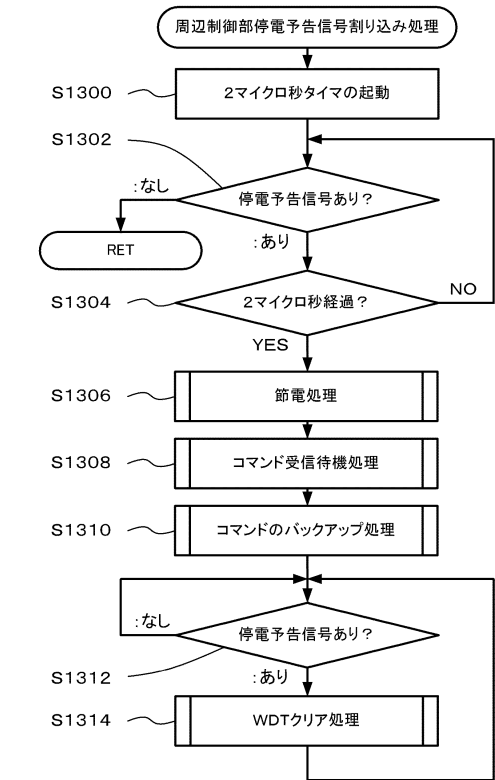 周辺制御部停電予告信号割り込み処理
S1300
2マイクロ秒タイマの起動
S1302
停電予告信号あり？
：なし
RET
：あり
S1304
2マイクロ秒経過？
NO
YES
S1306
節電処理
S1308
コマンド受信待機処理
S1310
コマンドのバックアップ処理
：なし
停電予告信号あり？
S1312
：あり
S1314
WDTクリア処理